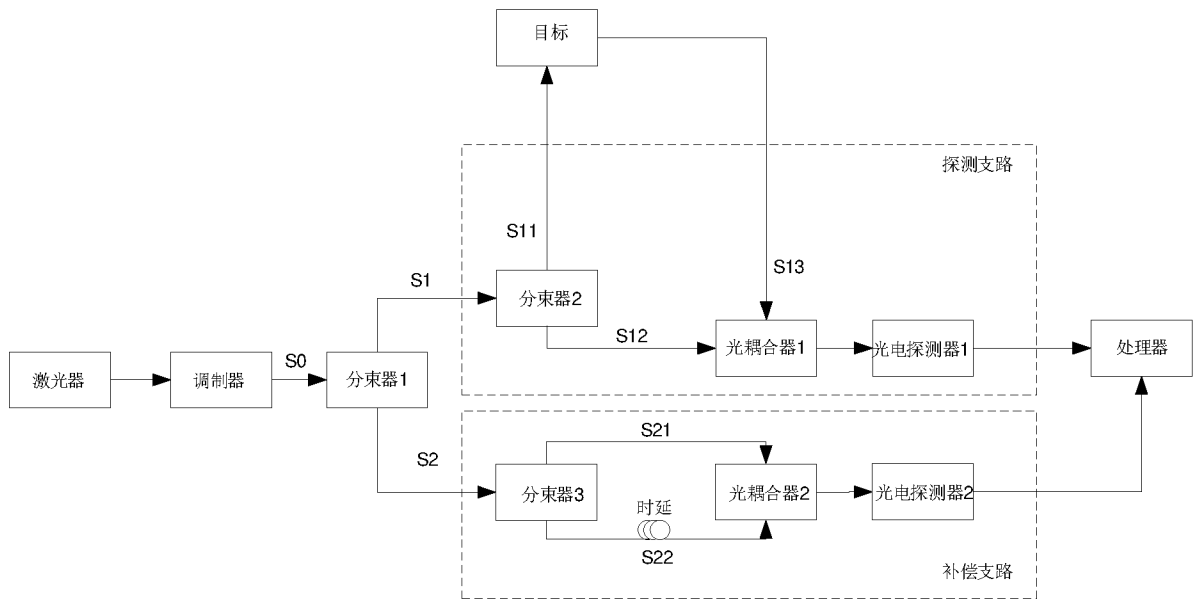 目标
探测支路
S11
S13
S1
分束器2
S12
光耦合器1
光电探测器1
处理器
激光器
调制器
S0
分束器1
S2
S21
分束器3
时延
S22
光耦合器2
光电探测器2
补偿支路